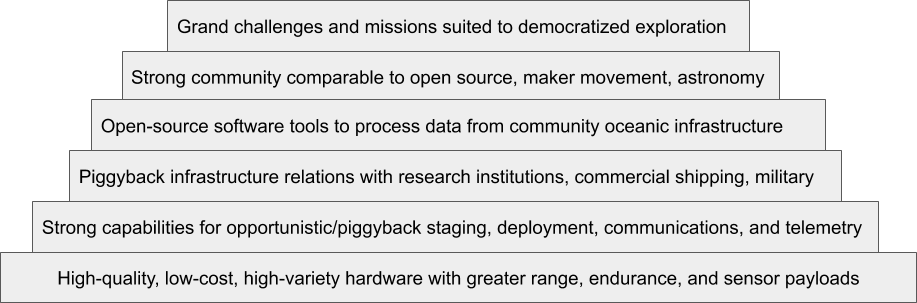 Grand challenges and missions suited to democratized exploration
Strong community comparable to open source, maker movement, astronomy
Open-source software tools to process data from community oceanic infrastructure
Piggyback infrastructure relations with research institutions, commercial shipping, military
Strong capabilities for opportunistic/piggyback staging, deployment, communications, and telemetry
High-quality, low-cost, high-variety hardware with greater range, endurance, and sensor payloads